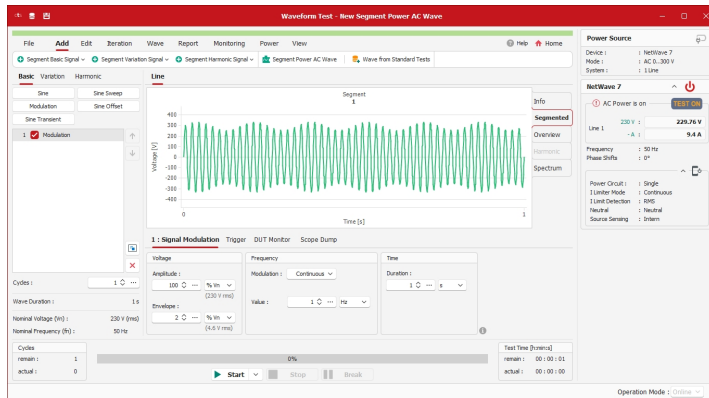 Waveform Test - New Segment Power AC Wave
File Add Edit Iteration Wave Report Monitoring Power View Help Home
Segment Basic Signal Segment Variation Signal Segment Harmonic Signal Segment Power AC Wave Wave from Standard Tests
Basic Variation Harmonic
Sine Sine Sweep
Modulation Sine Offset
Sine Transient
1 Modulation
Cycles : 1 ...
Wave Duration : 1 s
Nominal Voltage (Vn) : 230 V (rms)
Nominal Frequency (fn) : 50 Hz
Line
Segment
1
Voltage [V]
400
300
200
100
0
-100
-200
-300
-400
0 1
Time [s]
Info
Segmented
Overview
Harmonic
Spectrum
1 : Signal Modulation Trigger DUT Monitor Scope Dump
Voltage
Amplitude :
100 ... % Vn
(230 V rms)
Envelope :
2 ... % Vn
(4.6 V rms)
Frequency
Modulation : Continuous
Value : 1 ... Hz
Time
Duration :
1 ... s
Cycles
remain : 1
actual : 0
0%
Start Stop Break
Test Time [h:min:s]
remain : 00 : 00 : 01
actual : 00 : 00 : 00
Power Source
Device : : NetWave 7
Mode : : AC 0...300 V
System : : 1 Line
NetWave 7
AC Power is on TEST ON
Line 1
230 V : 229.76 V
- A : 9.4 A
Frequency : 50 Hz
Phase Shifts : 0°
Power Circuit : : Single
I Limiter Mode : Continuous
I Limit Detection : RMS
Neutral : Neutral
Source Sensing : Intern
Operation Mode : Online